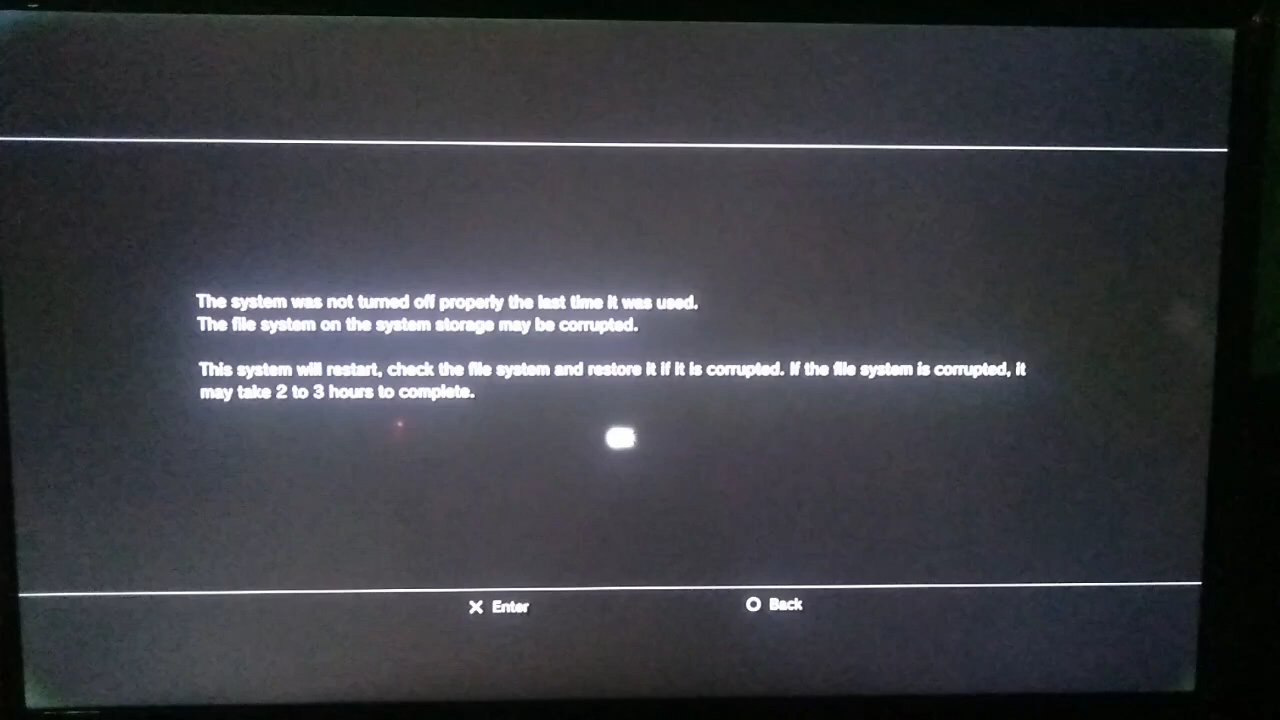 The system was not turned off properly the last time it was used.
The file system on the system storage may be corrupted.
This system will restart, check the file system and restore it if it is corrupted. If the file system is corrupted, it
may take 2 to 3 hours to complete.
Enter
Back